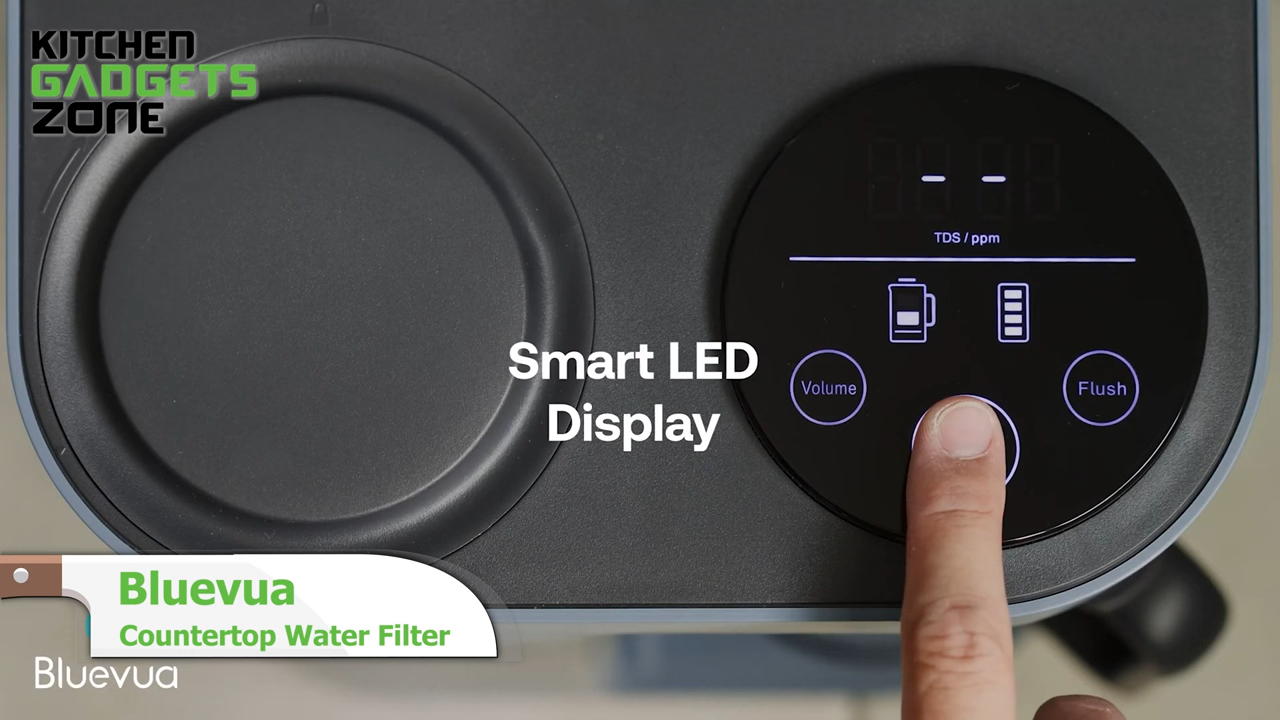 KITCHEN
GADGETS
ZONE
- -
TDS / ppm
Volume
Flush
Smart LED
Display
Bluevua
Countertop Water Filter
Bluevua